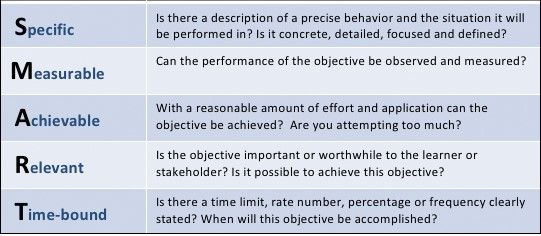 Specific
Is there a description of a precise behavior and the situation it will
be performed in? Is it concrete, detailed, focused and defined?
Measurable
Can the performance of the objective be observed and measured?
Achievable
With a reasonable amount of effort and application can the
objective be achieved?  Are you attempting too much?
Relevant
Is the objective important or worthwhile to the learner or
stakeholder? Is it possible to achieve this objective?
Time-bound
Is there a time limit, rate number, percentage or frequency clearly
stated? When will this objective be accomplished?